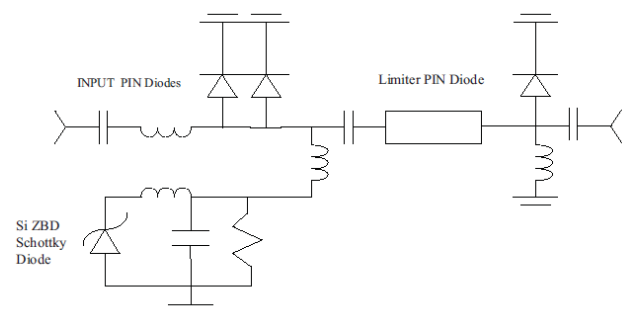 INPUT PIN Diodes
Limiter PIN Diode
Si ZBD
Schottky
Diode